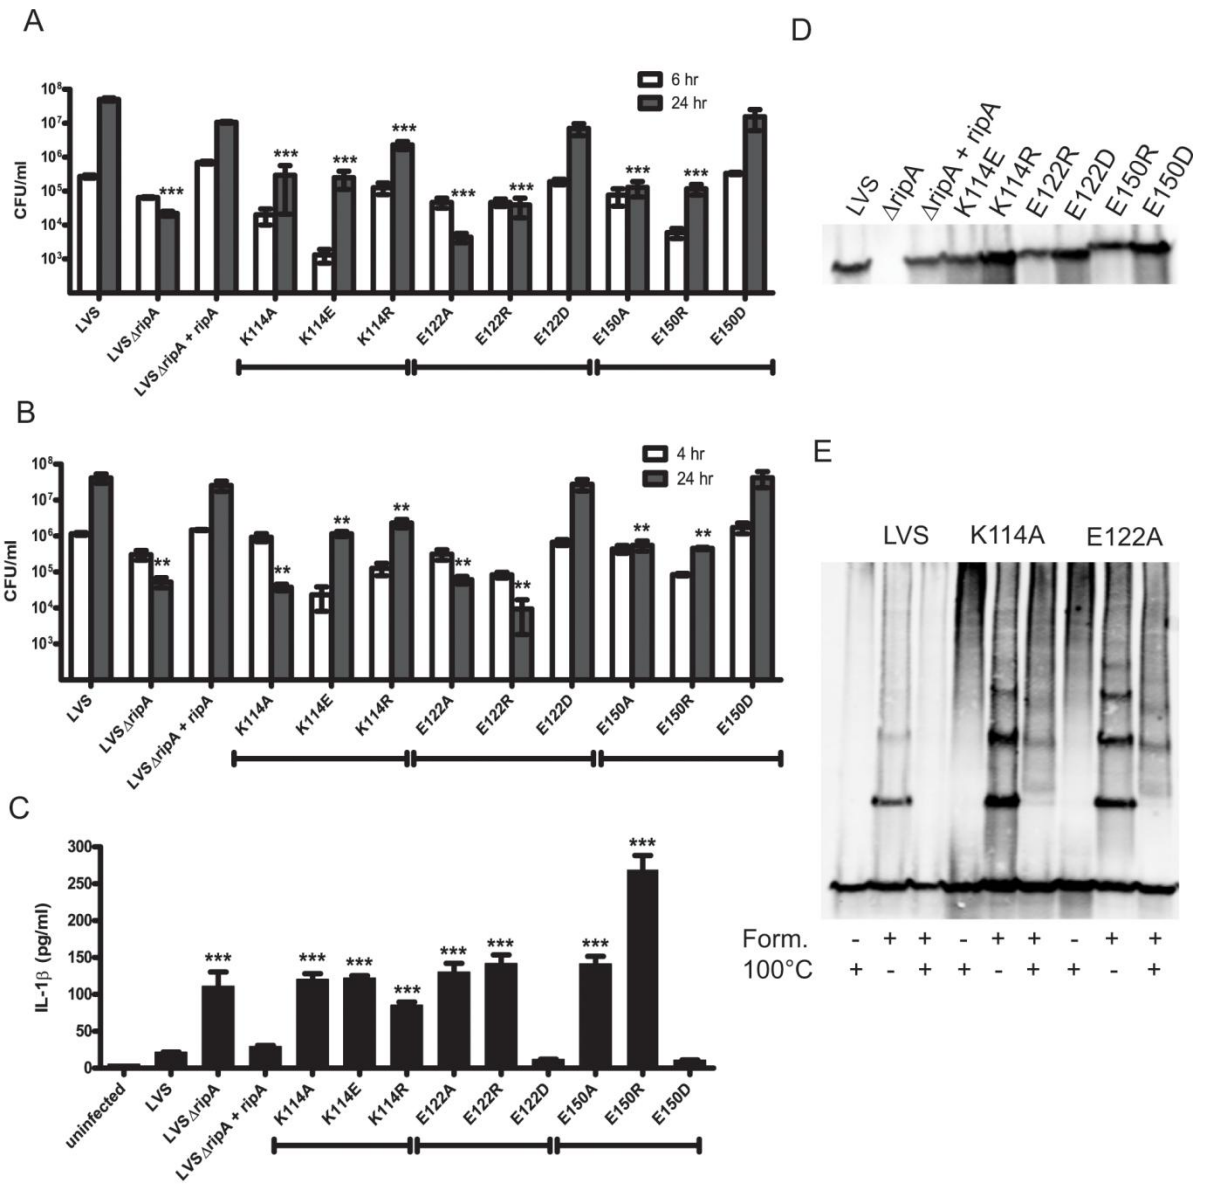 A
CFU/ml
10⁸
10⁷
10⁶
10⁵
10⁴
10³
6 hr
24 hr
***
***
***
***
***
***
***
***
LVS
LVSΔripA
LVSΔripA + ripA
K114A
K114E
K114R
E122A
E122R
E122D
E150A
E150R
E150D
B
CFU/ml
10⁸
10⁷
10⁶
10⁵
10⁴
10³
4 hr
24 hr
**
**
**
**
**
**
**
**
LVS
LVSΔripA
LVSΔripA + ripA
K114A
K114E
K114R
E122A
E122R
E122D
E150A
E150R
E150D
C
IL-1β (pg/ml)
300
250
200
150
100
50
0
***
***
***
***
***
***
***
***
uninfected
LVS
LVSΔripA
LVSΔripA + ripA
K114A
K114E
K114R
E122A
E122R
E122D
E150A
E150R
E150D
D
LVS
ΔripA
ΔripA + ripA
K114E
K114R
E122R
E122D
E150R
E150D
E
LVS K114A E122A
Form. - + + - + + - + +
100°C + - + + - + + - +